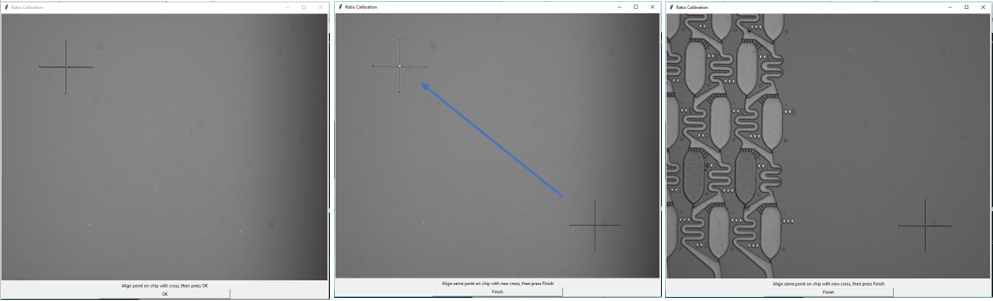 Ratio Calibration
Align point on chip with cross, then press OK
OK
Ratio Calibration
Align same point on chip with new cross, then press Finish
Finish
Ratio Calibration
Align same point on chip with new cross, then press Finish
Finish